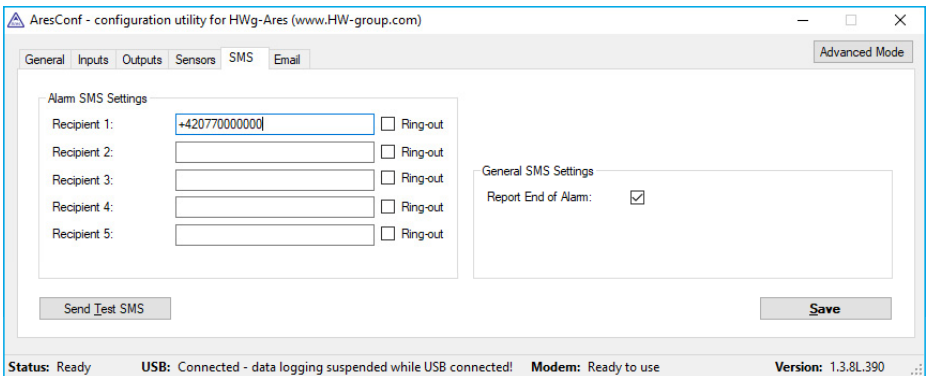 AresConf - configuration utility for HWg-Ares (www.HW-group.com)
Advanced Mode
General Inputs Outputs Sensors SMS Email
Alarm SMS Settings
Recipient 1: +420770000000 Ring-out
Recipient 2: Ring-out
Recipient 3: Ring-out
Recipient 4: Ring-out
Recipient 5: Ring-out
General SMS Settings
Report End of Alarm:
Send Test SMS
Save
Status: Ready USB: Connected - data logging suspended while USB connected! Modem: Ready to use Version: 1.3.8L.390